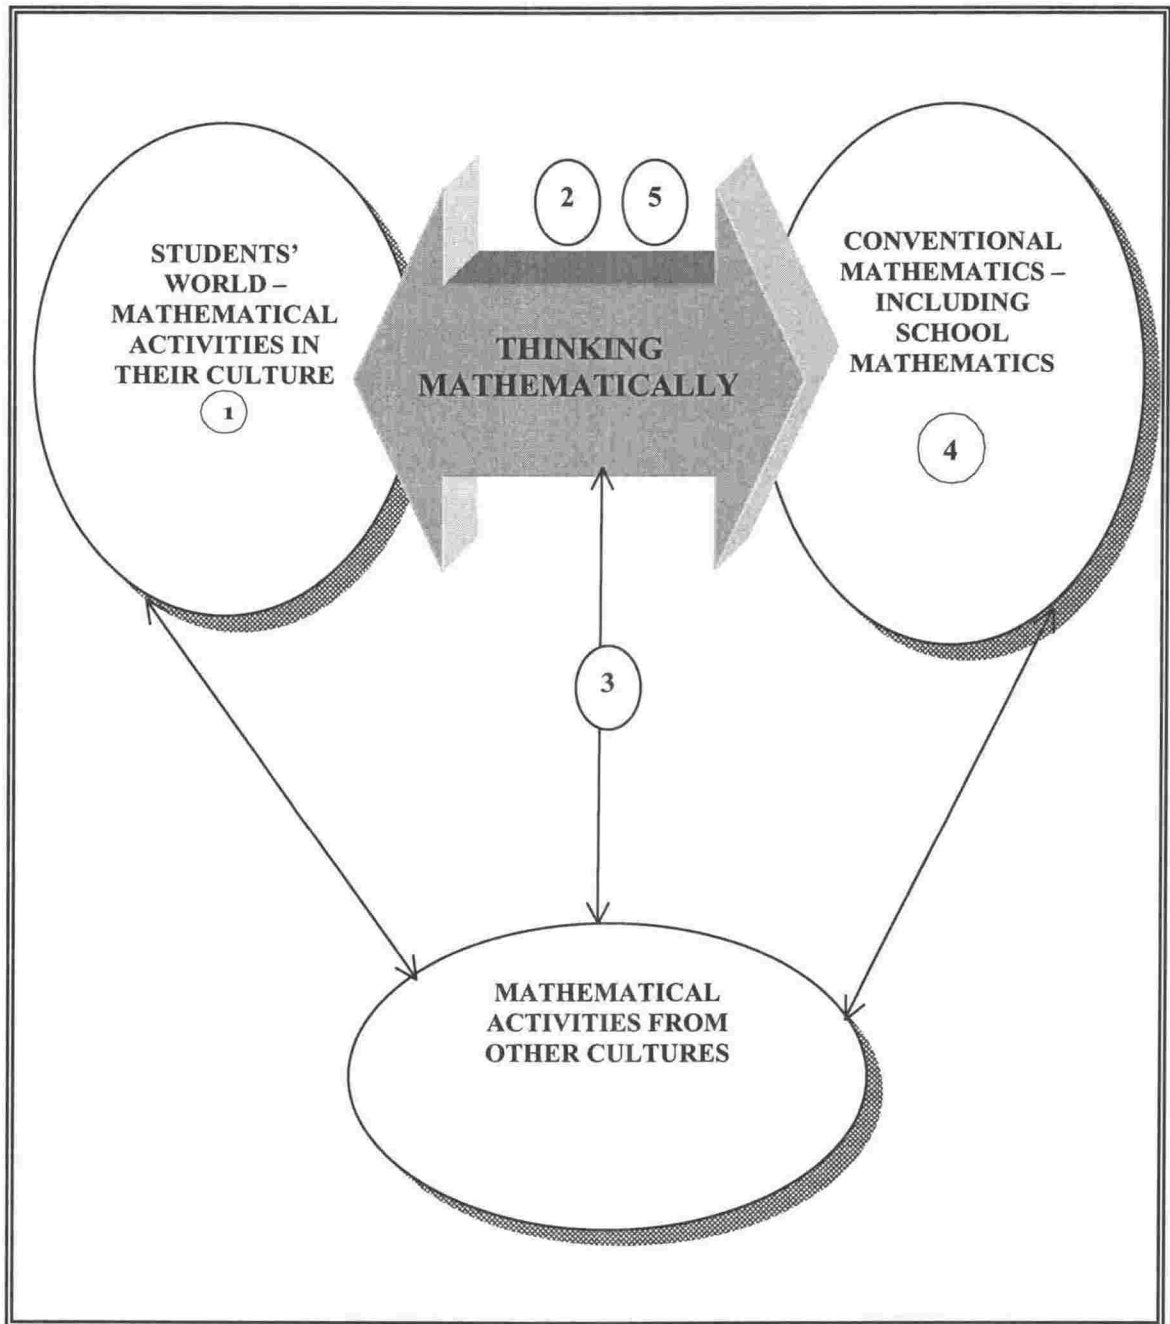 STUDENTS'
WORLD –
MATHEMATICAL
ACTIVITIES IN
THEIR CULTURE
1
2
5
THINKING
MATHEMATICALLY
CONVENTIONAL
MATHEMATICS –
INCLUDING
SCHOOL
MATHEMATICS
4
3
MATHEMATICAL
ACTIVITIES FROM
OTHER CULTURES